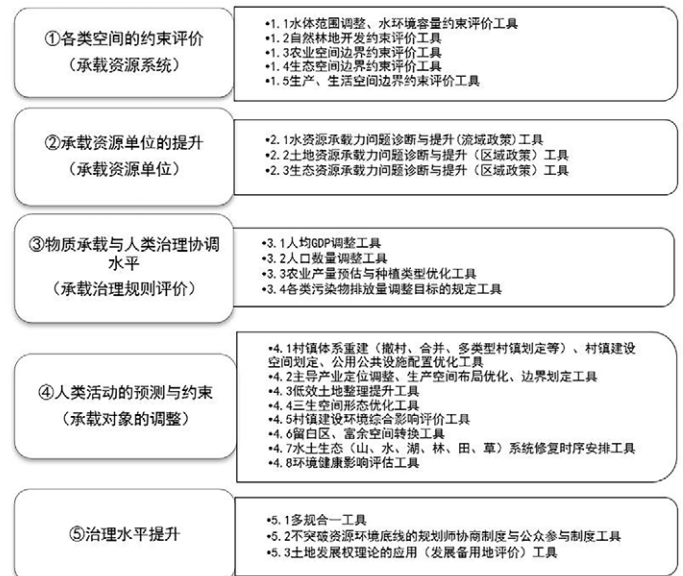 ①各类空间的约束评价
（承载资源系统）
•1.1水体范围调整、水环境容量约束评价工具
•1.2自然林地开发约束评价工具
•1.3农业空间边界约束评价工具
•1.4生态空间边界约束评价工具
•1.5生产、生活空间边界约束评价工具
②承载资源单位的提升
（承载资源单位）
•2.1水资源承载力问题诊断与提升(流域政策)工具
•2.2土地资源承载力问题诊断与提升（区域政策）工具
•2.3生态资源承载力问题诊断与提升（区域政策）工具
③物质承载与人类治理协调
水平
（承载治理规则评价）
•3.1人均GDP调整工具
•3.2人口数量调整工具
•3.3农业产量预估与种植类型优化工具
•3.4各类污染物排放量调整目标的规定工具
④人类活动的预测与约束
（承载对象的调整）
•4.1村镇体系重建（撤村、合并、多类型村镇划定等）、村镇建设
空间划定、公用公共设施配置优化工具
•4.2主导产业定位调整、生产空间布局优化、边界划定工具
•4.3低效土地整理提升工具
•4.4三生空间形态优化工具
•4.5村镇建设环境综合影响评价工具
•4.6留白区、富余空间转换工具
•4.7水土生态（山、水、湖、林、田、草）系统修复时序安排工具
•4.8环境健康影响评估工具
⑤治理水平提升
•5.1多规合一工具
•5.2不突破资源环境底线的规划师协商制度与公众参与制度工具
•5.3土地发展权理论的应用（发展备用地评价）工具